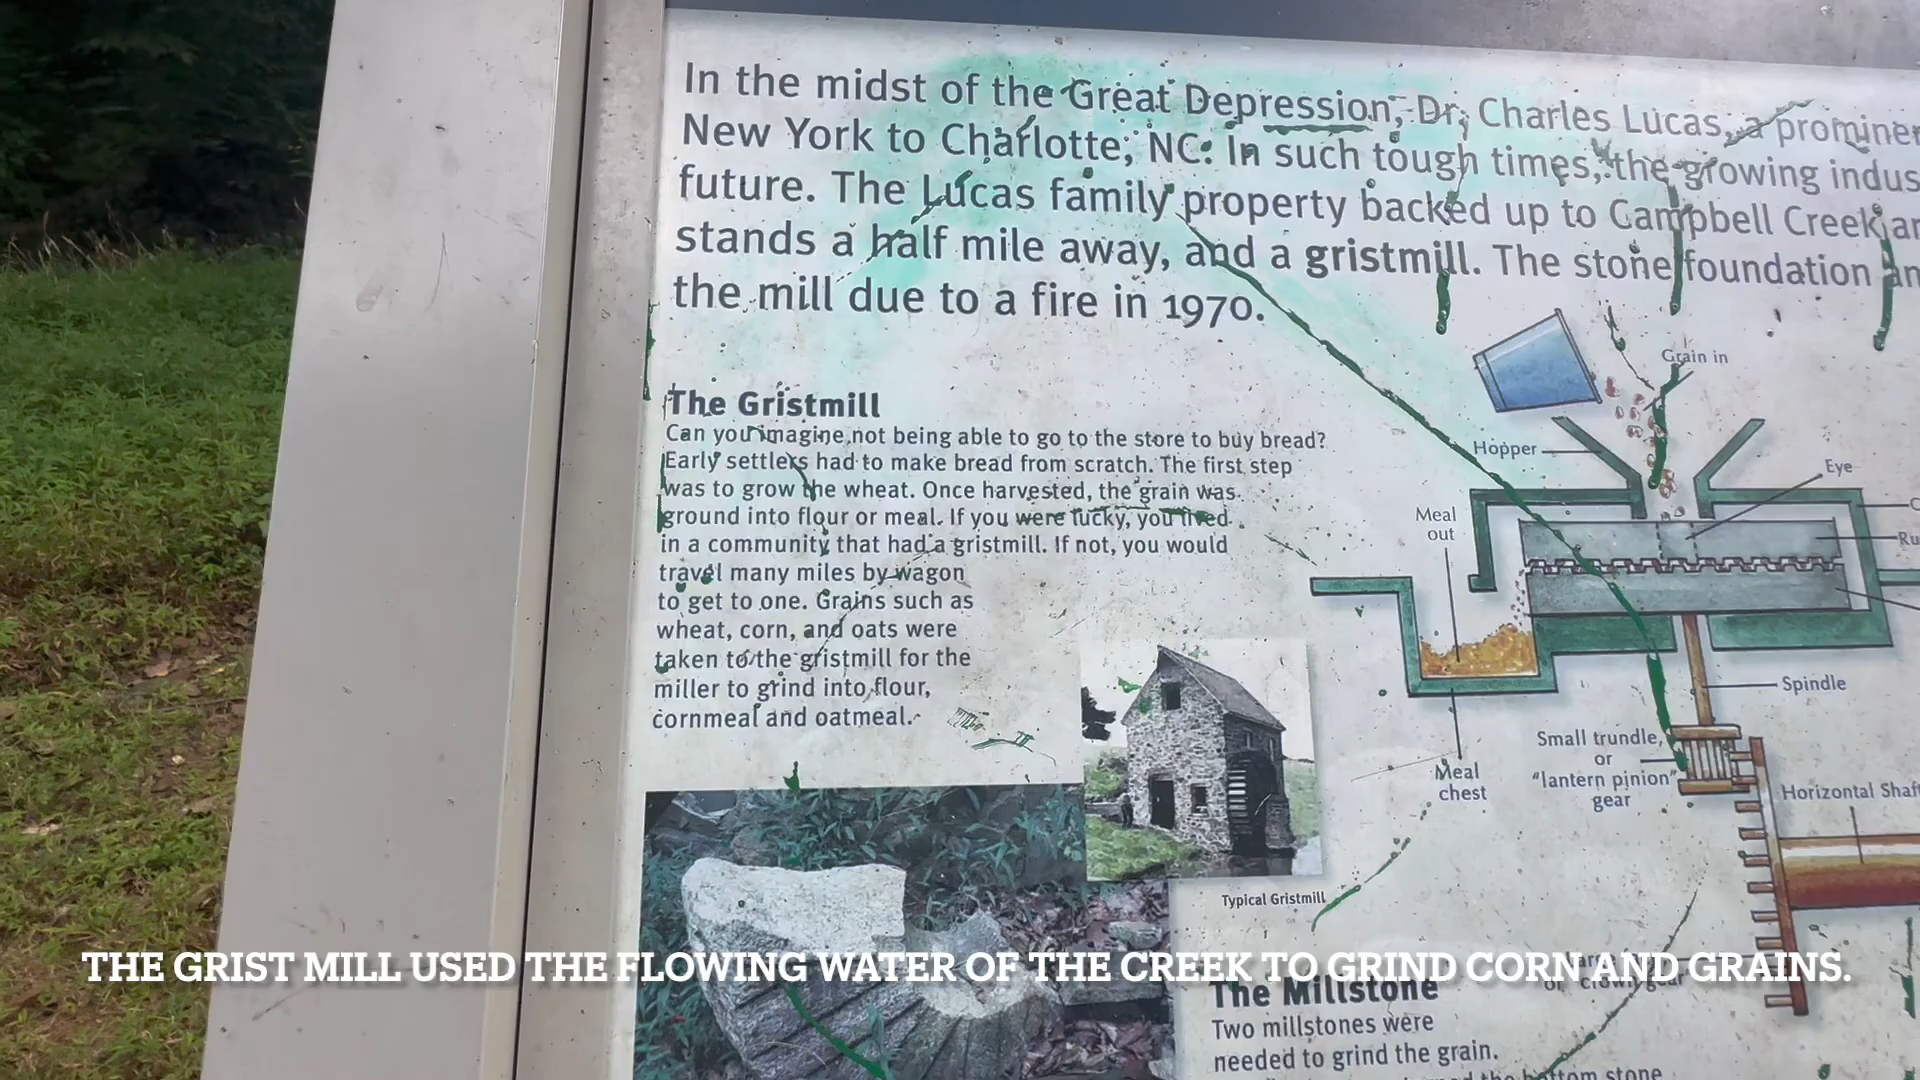 In the midst of the Great Depression, Dr. Charles Lucas, a
New York to Charlotte, NC. In such tough times, the growing
future. The Lucas family property backed up to Campbell Creek
stands a half mile away, and a gristmill. The stone foundation
the mill due to a fire in 1970.
The Gristmill
Can you imagine not being able to go to the store to buy bread?
Early settlers had to make bread from scratch. The first step
was to grow the wheat. Once harvested, the grain was
ground into flour or meal. If you were lucky, you lived
in a community that had a gristmill. If not, you would
travel many miles by wagon
to get to one. Grains such as
wheat, corn, and oats were
taken to the gristmill for the
miller to grind into flour,
cornmeal and oatmeal.
Grain in
Hopper
Eye
Meal
out
Spindle
Small trundle,
or
“lantern pinion”
gear
Meal
chest
Horizontal
Typical Gristmill
THE GRIST MILL USED THE FLOWING WATER OF THE CREEK TO GRIND CORN AND GRAINS.
or "crown gear
The Millstone
Two millstones were
needed to grind the grain.
the bottom stone